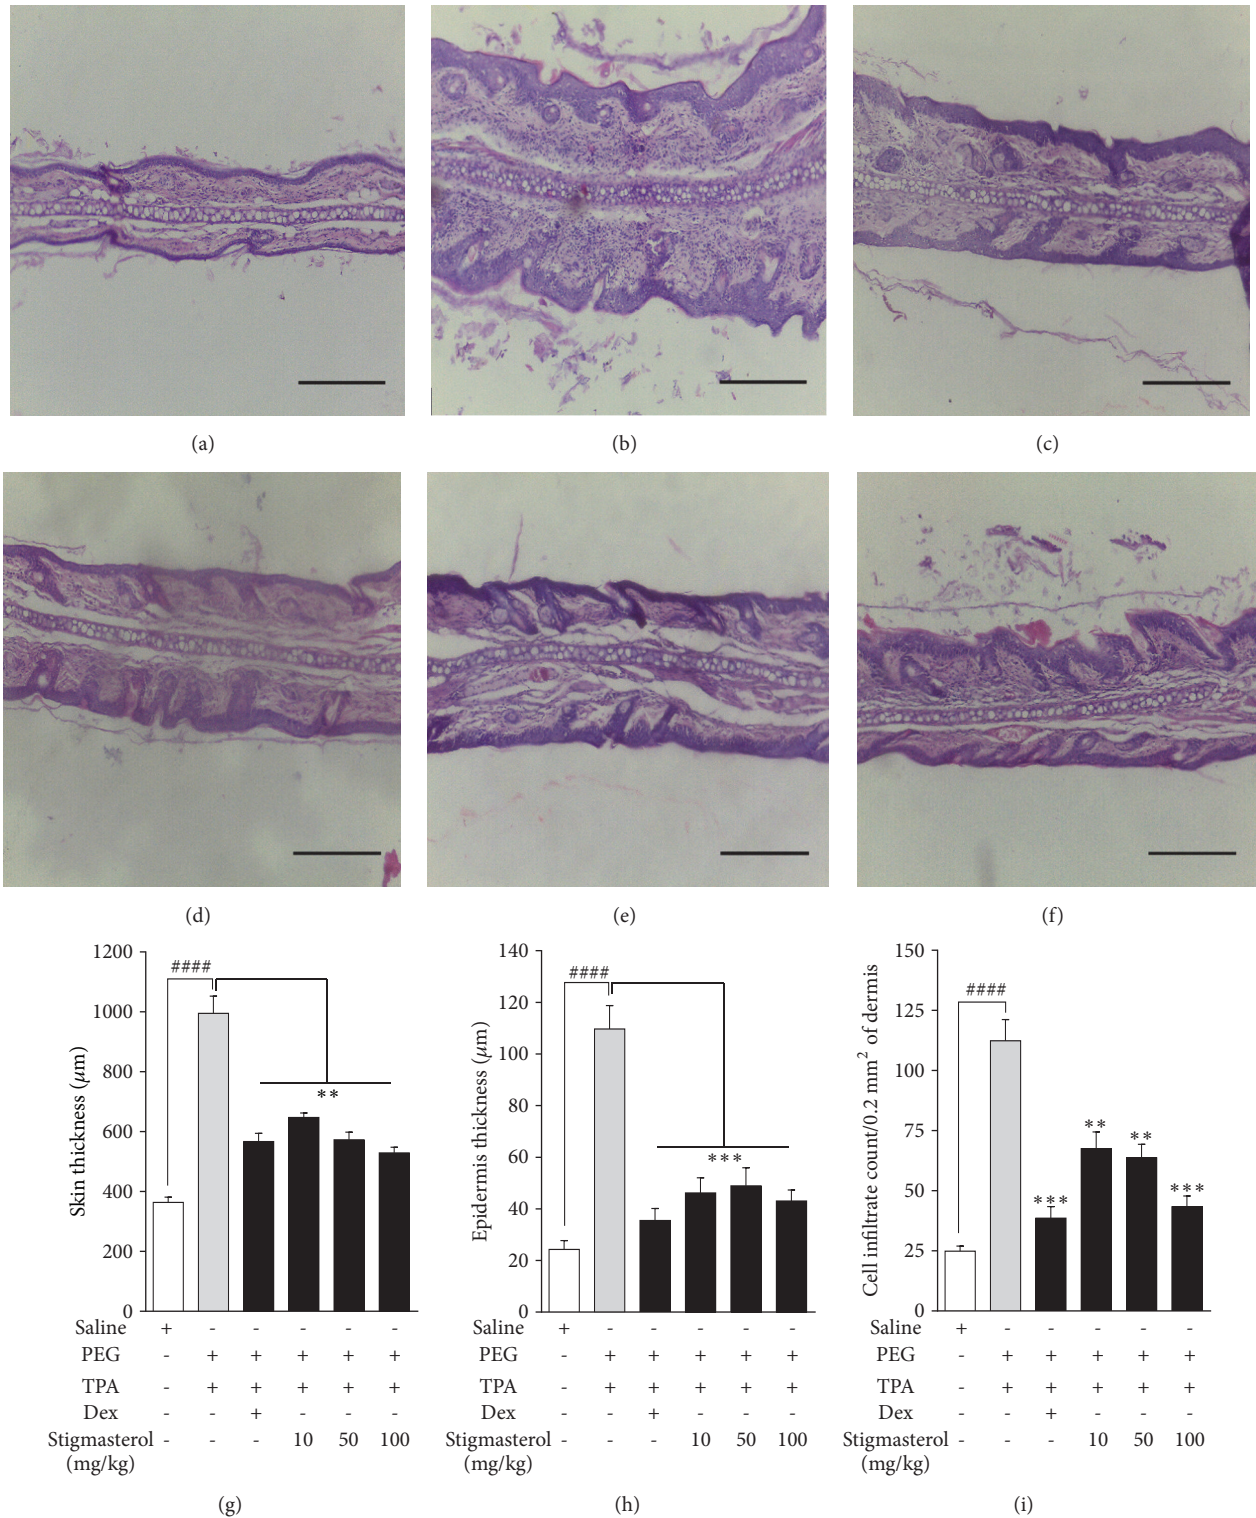 (a)
(b)
(c)
(d)
(e)
(f)
Skin thickness (μm)
1200
1000
800
600
400
200
0
####
**
Saline + - - - - -
PEG - + + + + +
TPA - + + + + +
Dex - - + - - -
Stigmasterol - - - 10 50 100
(mg/kg)
(g)
Epidermis thickness (μm)
140
120
100
80
60
40
20
0
####
***
Saline + - - - - -
PEG - + + + + +
TPA - + + + + +
Dex - - + - - -
Stigmasterol - - - 10 50 100
(mg/kg)
(h)
Cell infiltrate count/0.2 mm² of dermis
150
125
100
75
50
25
0
####
***
**
**
***
Saline + - - - - -
PEG - + + + + +
TPA - + + + + +
Dex - - + - - -
Stigmasterol - - - 10 50 100
(mg/kg)
(i)